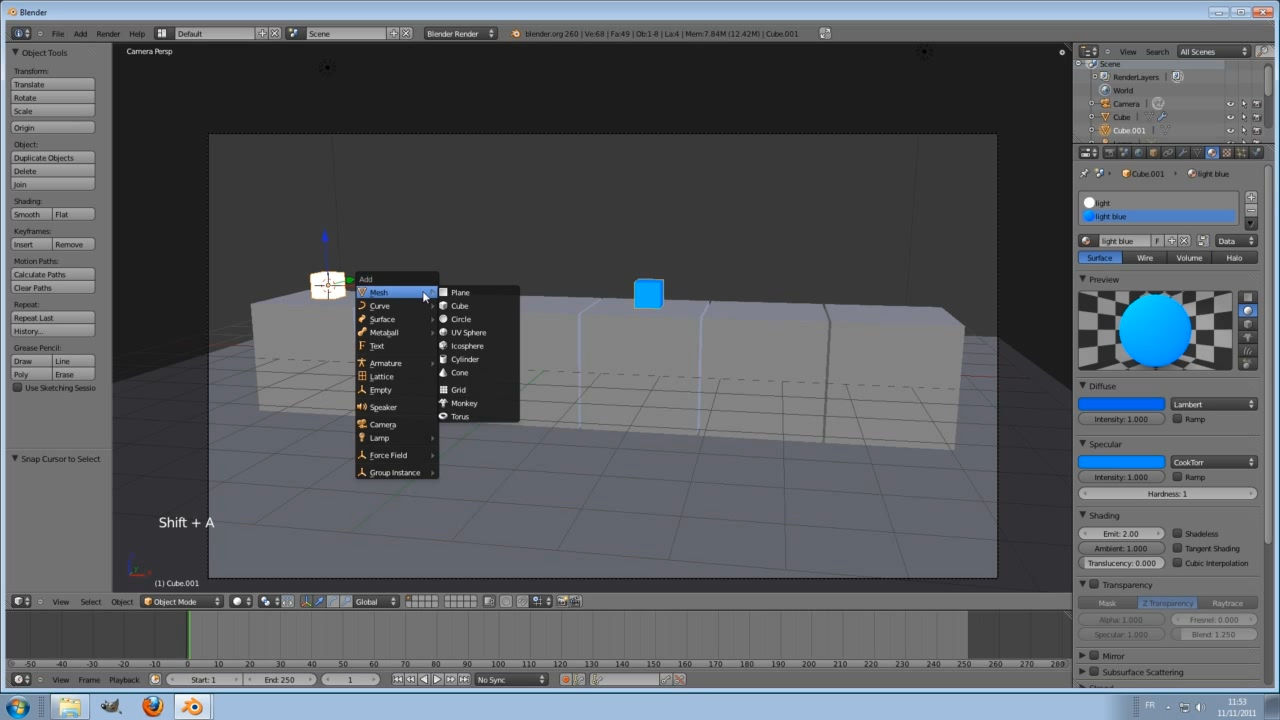 Blender
File Add Render Help Default Scene Blender Render blender.org 260 | Ve:68 | Fa:49 | Ob:1-8 | La:4 | Mem:7.84M (12.42M) | Cube.001
Object Tools
Transform:
Translate
Rotate
Scale
Origin
Object:
Duplicate Objects
Delete
Join
Shading:
Smooth Flat
Keyframes:
Insert Remove
Motion Paths:
Calculate Paths
Clear Paths
Repeat:
Repeat Last
History...
Grease Pencil:
Draw Line
Poly Erase
Use Sketching Sessio
Snap Cursor to Select
Camera Persp
Add
Mesh
Curve
Surface
Metaball
Text
Armature
Lattice
Empty
Speaker
Camera
Lamp
Force Field
Group Instance
Plane
Cube
Circle
UV Sphere
Icosphere
Cylinder
Cone
Grid
Monkey
Torus
Shift + A
(1) Cube.001
View Select Object Object Mode Global
-50 -40 -30 -20 -10 0 10 20 30 40 50 60 70 80 90 100 110 120 130 140 150 160 170 180 190 200 210 220 230 240 250 260 270 280
View Frame Playback Start: 1 End: 250 1 No Sync
View Search All Scenes
Scene
RenderLayers
World
Camera
Cube
Cube.001
Cube.001 light blue
light
light blue
light blue F Data
Surface Wire Volume Halo
Preview
Diffuse
Lambert
Intensity: 1.000 Ramp
Specular
CookTorr
Intensity: 1.000 Ramp
Hardness: 1
Shading
Emit: 2.00 Shadeless
Ambient: 1.000 Tangent Shading
Translucency: 0.000 Cubic Interpolation
Transparency
Mask Z Transparency Raytrace
Alpha: 1.000 Fresnel: 0.000
Specular: 1.000 Blend: 1.250
Mirror
Subsurface Scattering
FR
11:53
11/11/2011